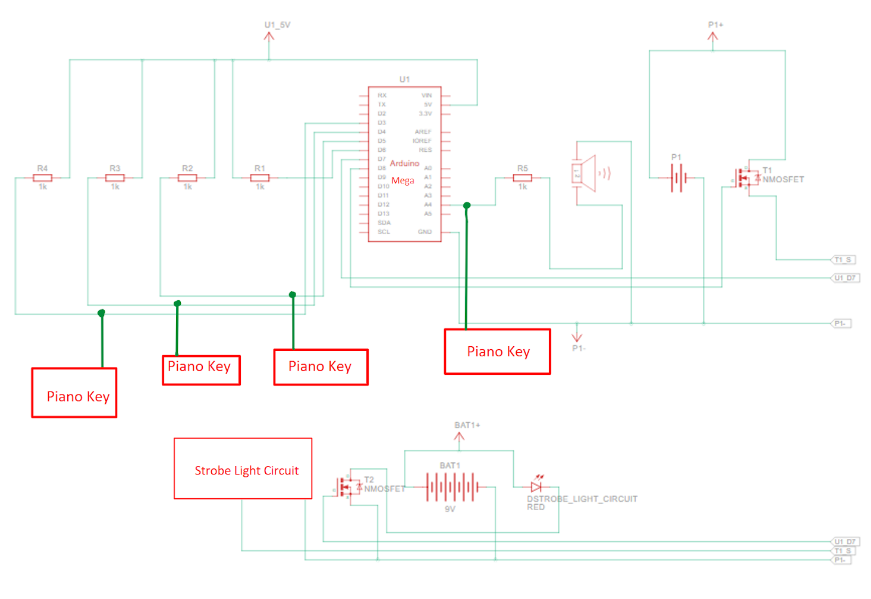 U1_5V
P1+
U1
RX
VIN
TX
5V
D2
3.3V
D3
D4
AREF
D5
IOREF
D6
RES
D7
D8
A0
D9
A1
D10
A2
D11
A3
D12
A4
D13
A5
SDA
SCL
GND
Arduino
Mega
R4
1k
R3
1k
R2
1k
R1
1k
R5
1k
P1
T1
NMOSFET
T1_S
U1_D7
P1-
P1-
Piano Key
Piano Key
Piano Key
Piano Key
BAT1+
Strobe Light Circuit
T2
NMOSFET
BAT1
9V
DSTROBE_LIGHT_CIRCUIT
RED
U1_D7
T1_S
P1-